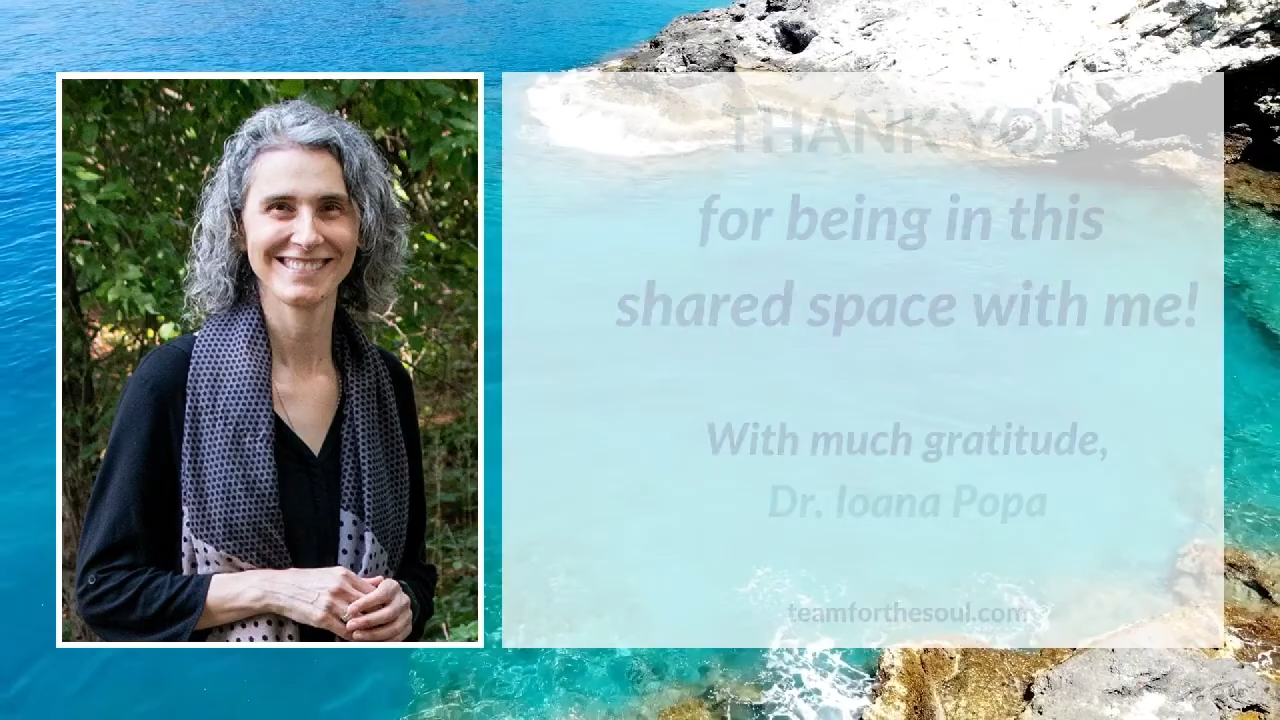 THANK YOU
for being in this
shared space with me!
With much gratitude,
Dr. Ioana Popa
teamforthesoul.com